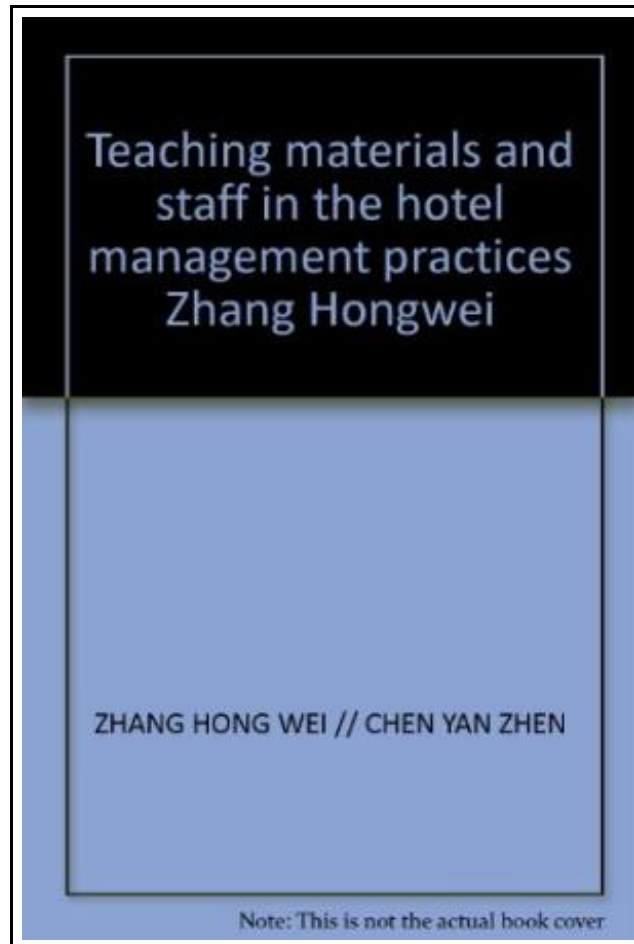 Teaching materials and
staff in the hotel
management practices
Zhang Hongwei
ZHANG HONG WEI // CHEN YAN ZHEN
Note: This is not the actual book cover